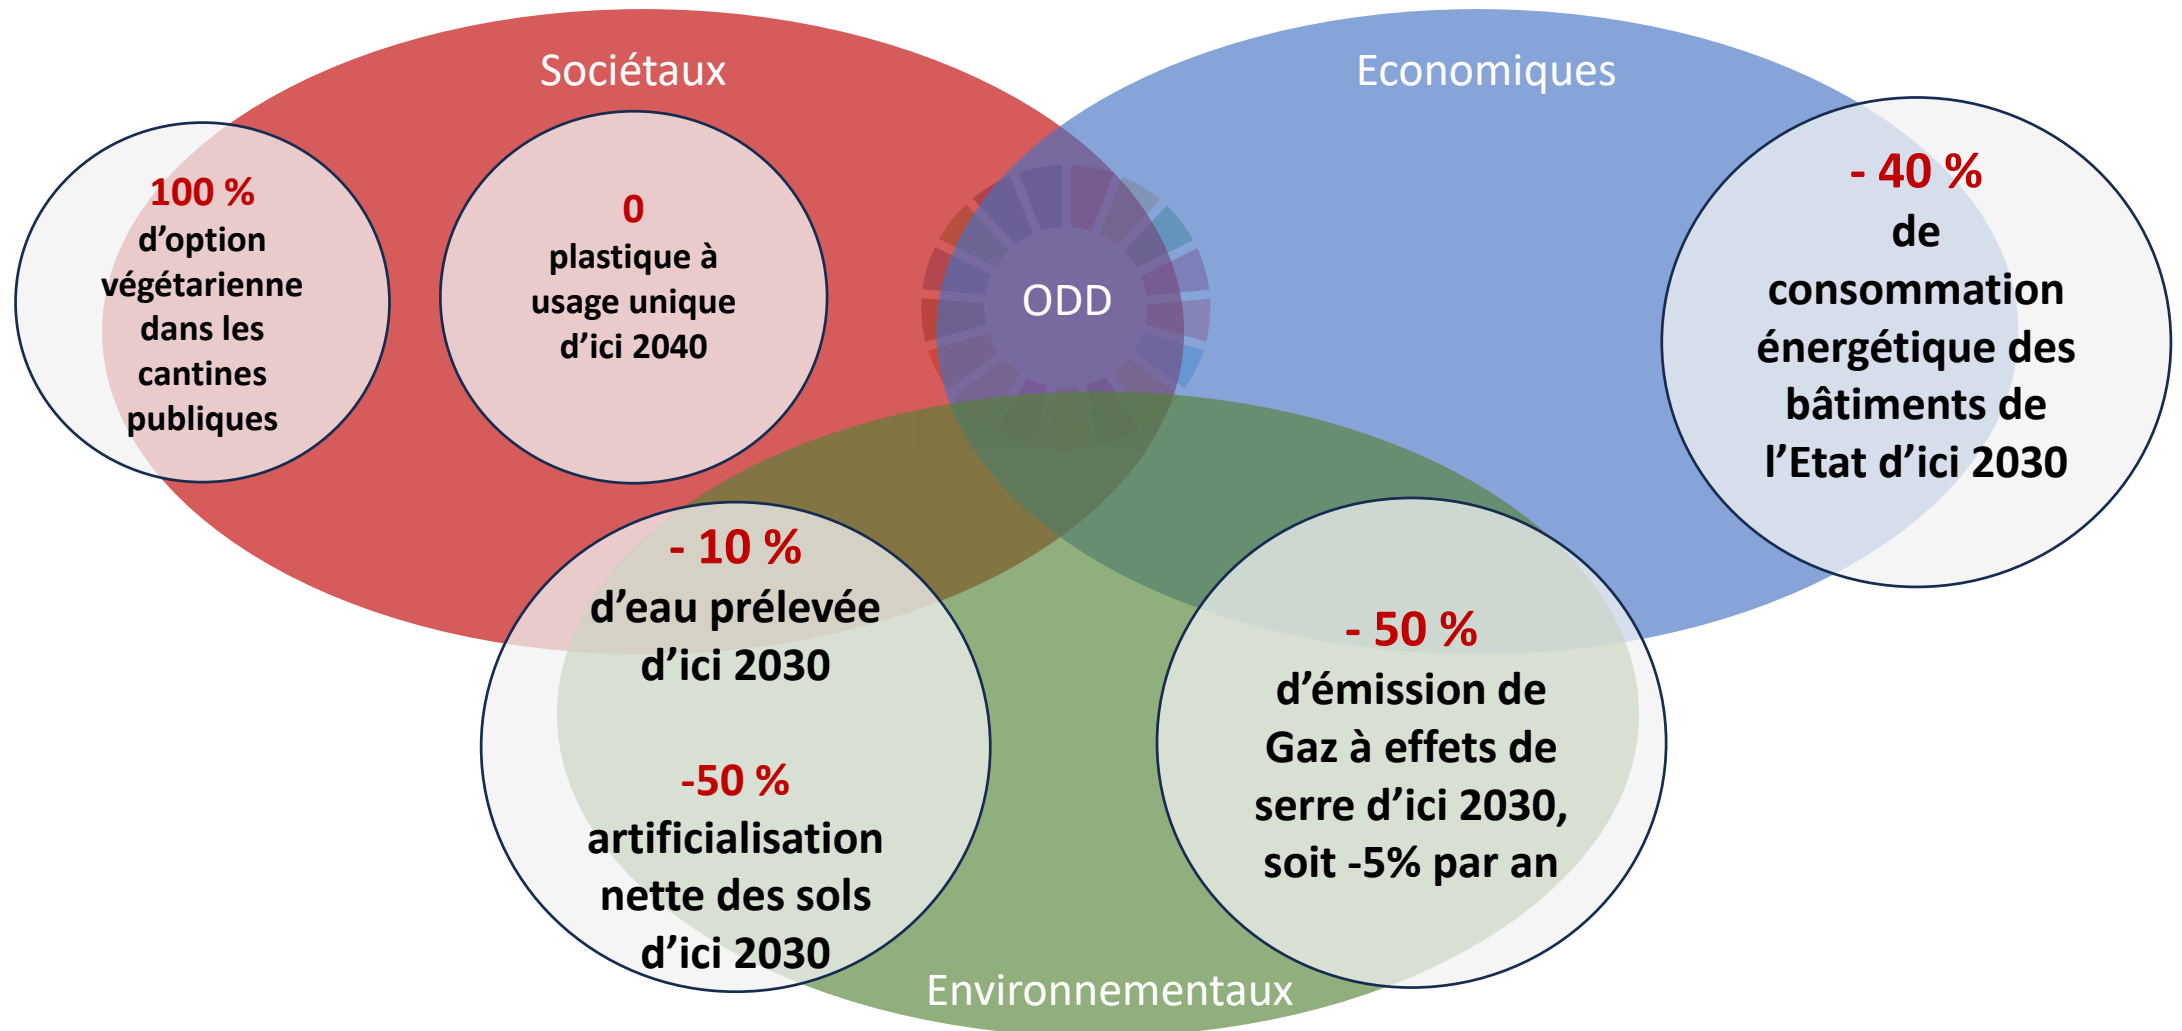 Sociétaux
Economiques
100 %
d’option
végétarienne
dans les
cantines
publiques
0
plastique à
usage unique
d’ici 2040
ODD
- 40 %
de
consommation
énergétique des
bâtiments de
l’Etat d’ici 2030
- 10 %
d’eau prélevée
d’ici 2030
-50 %
artificialisation
nette des sols
d’ici 2030
- 50 %
d’émission de
Gaz à effets de
serre d’ici 2030,
soit -5% par an
Environnementaux